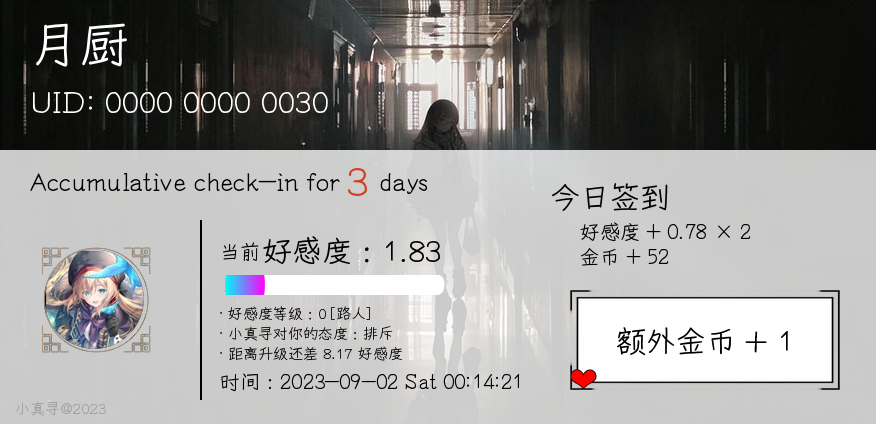 月厨
UID: 0000 0000 0030
Accumulative check-in for 3 days
当前好感度：1.83
· 好感度等级：0 [路人]
· 小真寻对你的态度：排斥
· 距离升级还差 8.17 好感度
时间：2023-09-02 Sat 00:14:21
今日签到
好感度 + 0.78 × 2
金币 + 52
额外金币 + 1
小真寻@2023